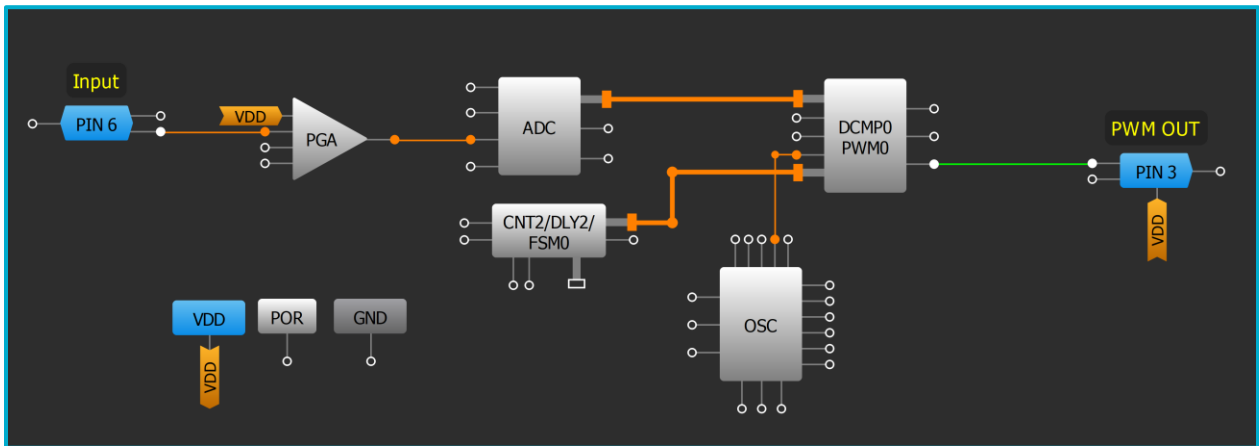 Input
PIN 6
VDD
PGA
ADC
DCMP0
PWM0
PWM OUT
PIN 3
VDD
CNT2/DLY2/
FSM0
OSC
VDD
POR
GND
VDD